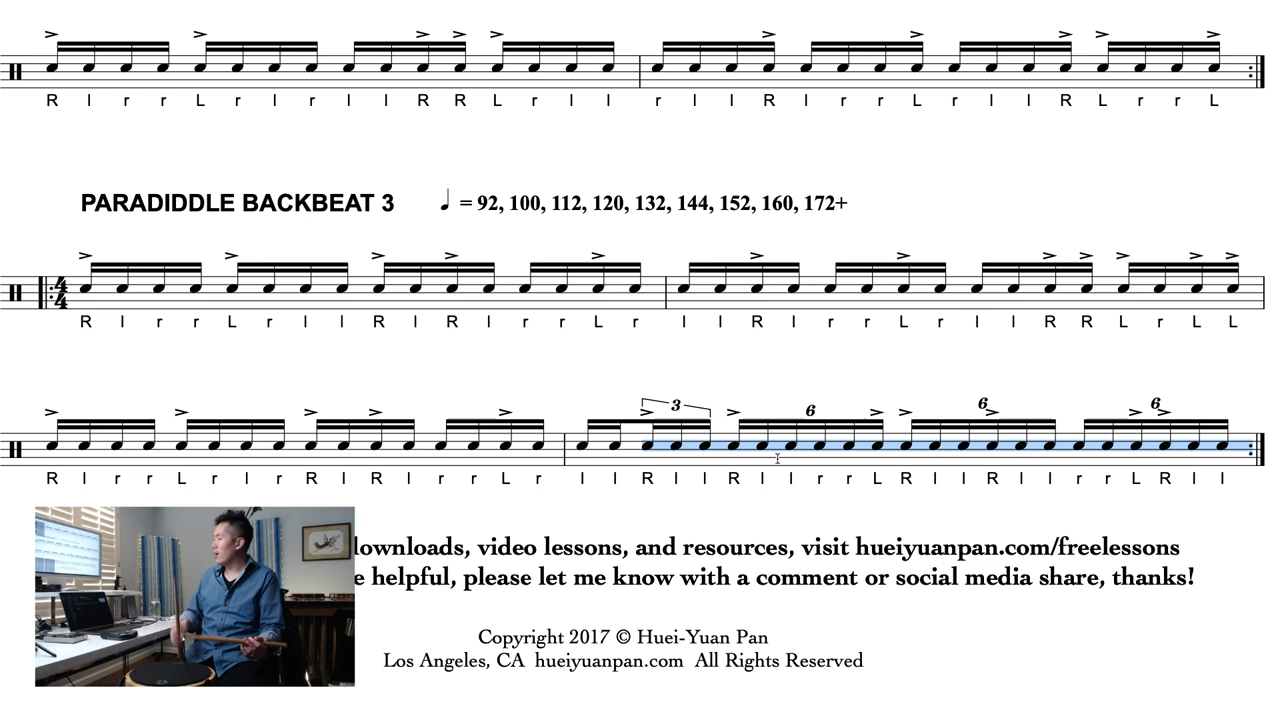 R l r r L r l r l l R R L r l l r l l R l r r L r l l R L r r L
PARADIDDLE BACKBEAT 3 ♩ = 92, 100, 112, 120, 132, 144, 152, 160, 172+
4
4
R l r r L r l l R l R l r r L r l l R l r r L r l l R R L r L L
3 6 6 6
R l r r L r l r R l R l r r L r l l R l l R l l r r L R l R l l r r L R l l
downloads, video lessons, and resources, visit hueiyuanpan.com/freelessons
e helpful, please let me know with a comment or social media share, thanks!
Copyright 2017 © Huei-Yuan Pan
Los Angeles, CA hueiyuanpan.com All Rights Reserved